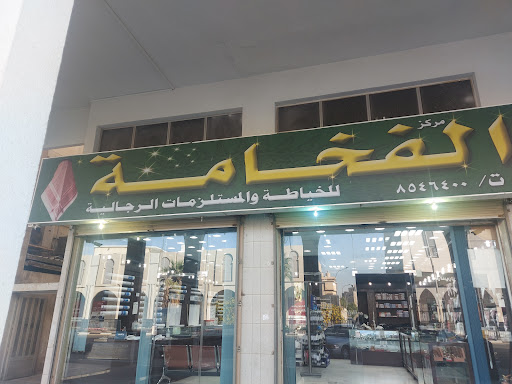 مركز
الفخامة
للخياطة والمستلزمات الرجالية
ت/ ٨٥٤٦٤٠٠